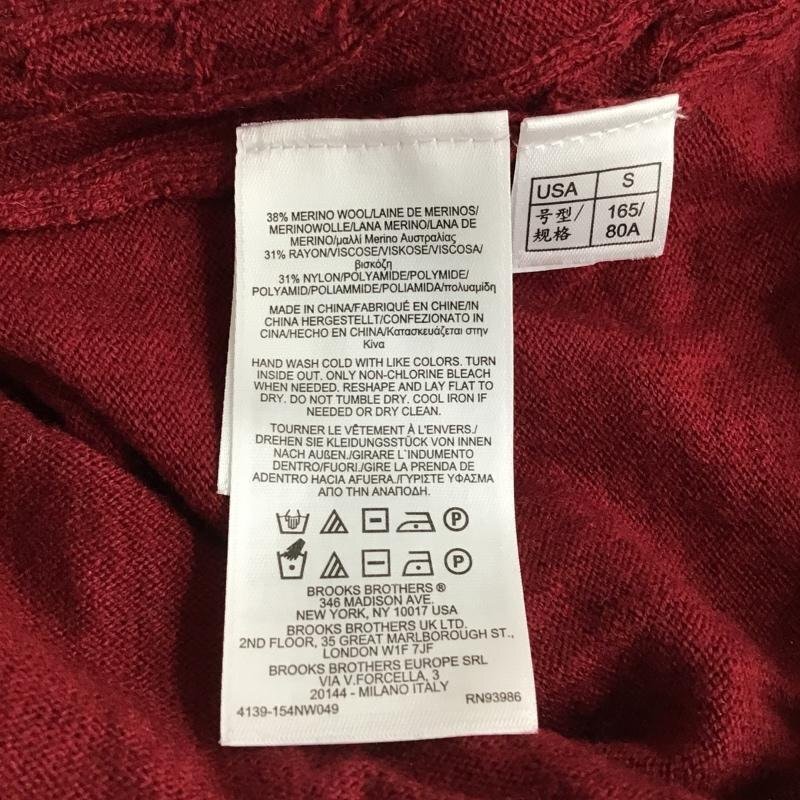 38% MERINO WOOL/LAINE DE MERINOS/
MERINOWOLLE/LANA MERINO/LANA DE
MERINO/μαλλί Merino Αυστραλίας
31% RAYON/VISCOSE/VISKOSE/VISCOSA/
βισκόζη
31% NYLON/POLYAMIDE/POLYMIDE/
POLYAMID/POLIAMMIDE/POLIAMIDA/πολυαμίδη
MADE IN CHINA/FABRIQUÉ EN CHINE/IN
CHINA HERGESTELLT/CONFEZIONATO IN
CINA/HECHO EN CHINA/Κατασκευάζεται στην
Κίνα
HAND WASH COLD WITH LIKE COLORS. TURN
INSIDE OUT. ONLY NON-CHLORINE BLEACH
WHEN NEEDED. RESHAPE AND LAY FLAT TO
DRY. DO NOT TUMBLE DRY. COOL IRON IF
NEEDED OR DRY CLEAN.
TOURNER LE VÊTEMENT À L'ENVERS./
DREHEN SIE KLEIDUNGSSTÜCK VON INNEN
NACH AUßEN./GIRARE L`INDUMENTO
DENTRO/FUORI./GIRE LA PRENDA DE
ADENTRO HACIA AFUERA./ΓΥΡΙΣΤΕ ΥΦΑΣΜΑ
ΑΠΟ ΤΗΝ ΑΝΑΠΟΔΗ.
P
P
BROOKS BROTHERS ®
346 MADISON AVE.
NEW YORK, NY 10017 USA
BROOKS BROTHERS UK LTD.
2ND FLOOR, 35 GREAT MARLBOROUGH ST.,
LONDON W1F 7JF
BROOKS BROTHERS EUROPE SRL
VIA V.FORCELLA, 3
20144 - MILANO ITALY
4139-154NW049 RN93986
USA S
号型/ 165/
规格 80A